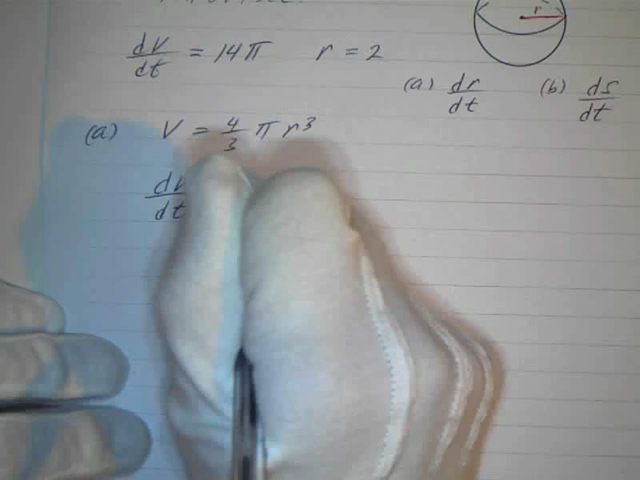 dV/dt = 14π r = 2
r
(a) dr/dt (b) ds/dt
(a) V = 4/3 π r³
dV/dt